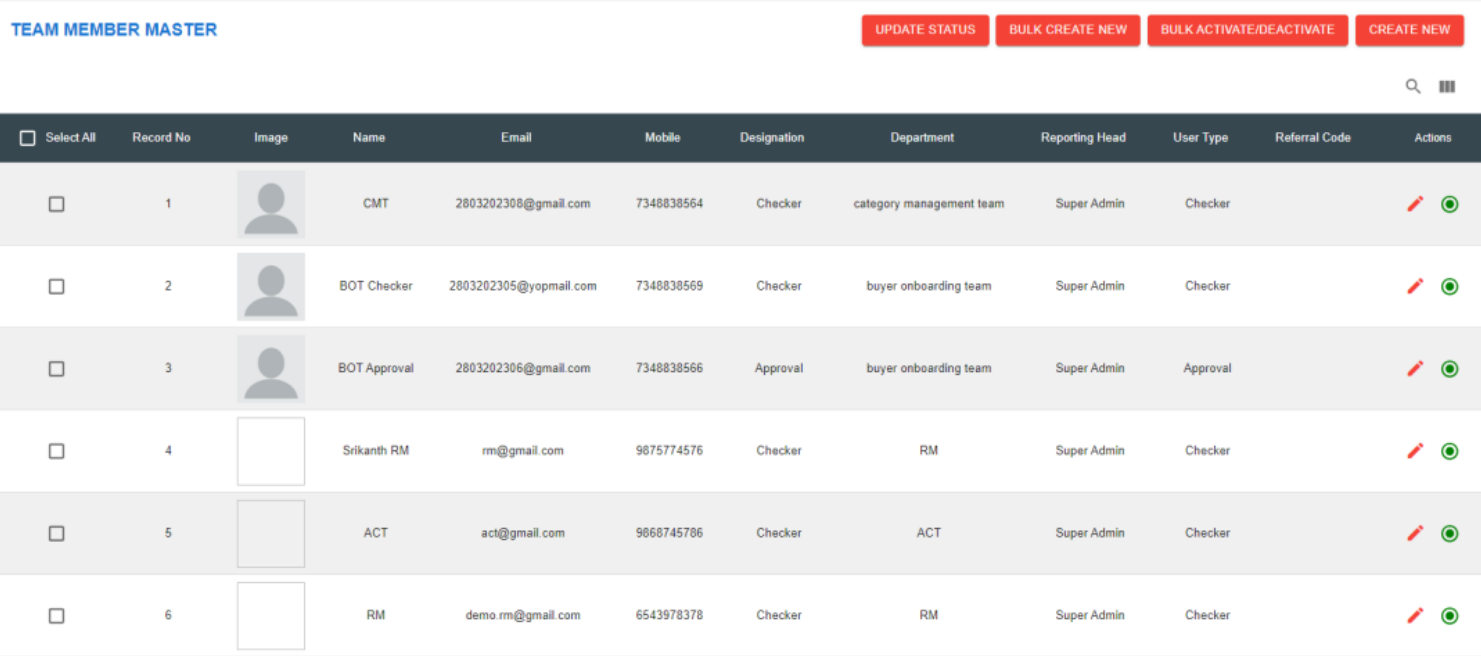 TEAM MEMBER MASTER UPDATE STATUS BULK CREATE NEW BULK ACTIVATE/DEACTIVATE CREATE NEW
Select All Record No Image Name Email Mobile Designation Department Reporting Head User Type Referral Code Actions
1 CMT 2803202308@gmail.com 7348838564 Checker category management team Super Admin Checker
2 BOT Checker 2803202305@yopmail.com 7348838569 Checker buyer onboarding team Super Admin Checker
3 BOT Approval 2803202306@gmail.com 7348838566 Approval buyer onboarding team Super Admin Approval
4 Srikanth RM rm@gmail.com 9875774576 Checker RM Super Admin Checker
5 ACT act@gmail.com 9868745786 Checker ACT Super Admin Checker
6 RM demo.rm@gmail.com 6543978378 Checker RM Super Admin Checker